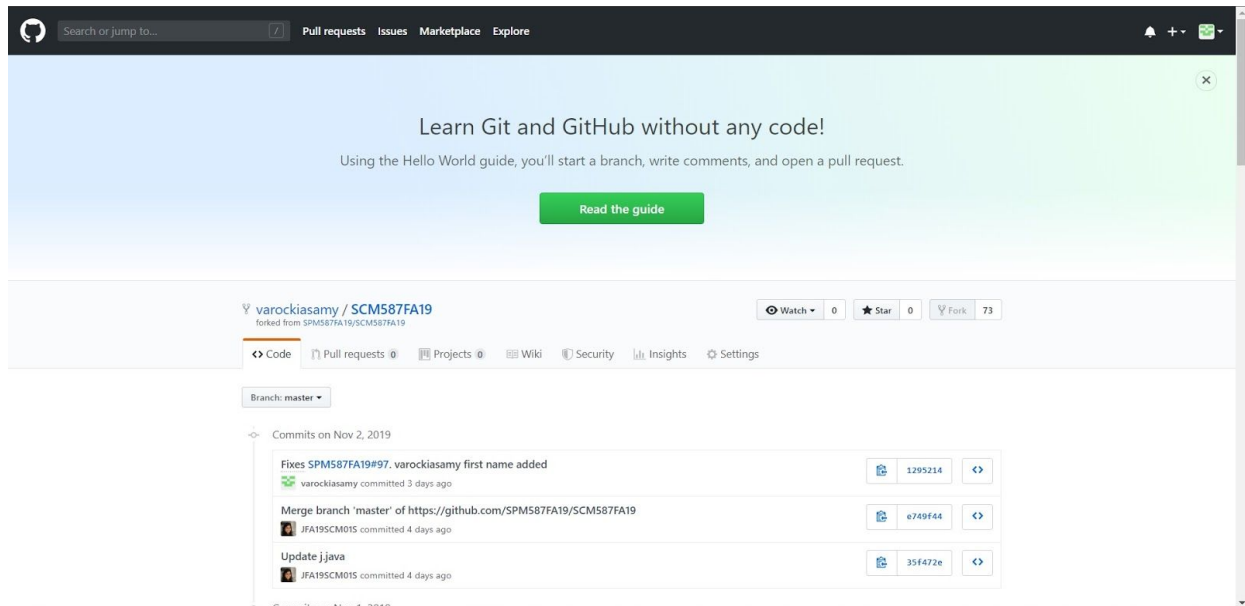 Search or jump to... /
Pull requests Issues Marketplace Explore
Learn Git and GitHub without any code!
Using the Hello World guide, you'll start a branch, write comments, and open a pull request.
Read the guide
varockiasamy / SCM587FA19
forked from SPM587FA19/SCM587FA19
Watch 0 Star 0 Fork 73
Code Pull requests 0 Projects 0 Wiki Security Insights Settings
Branch: master
Commits on Nov 2, 2019
Fixes SPM587FA19#97. varockiasamy first name added
varockiasamy committed 3 days ago
1295214
Merge branch 'master' of https://github.com/SPM587FA19/SCM587FA19
JFA19SCM01S committed 4 days ago
e749f44
Update j.java
JFA19SCM01S committed 4 days ago
35f472e